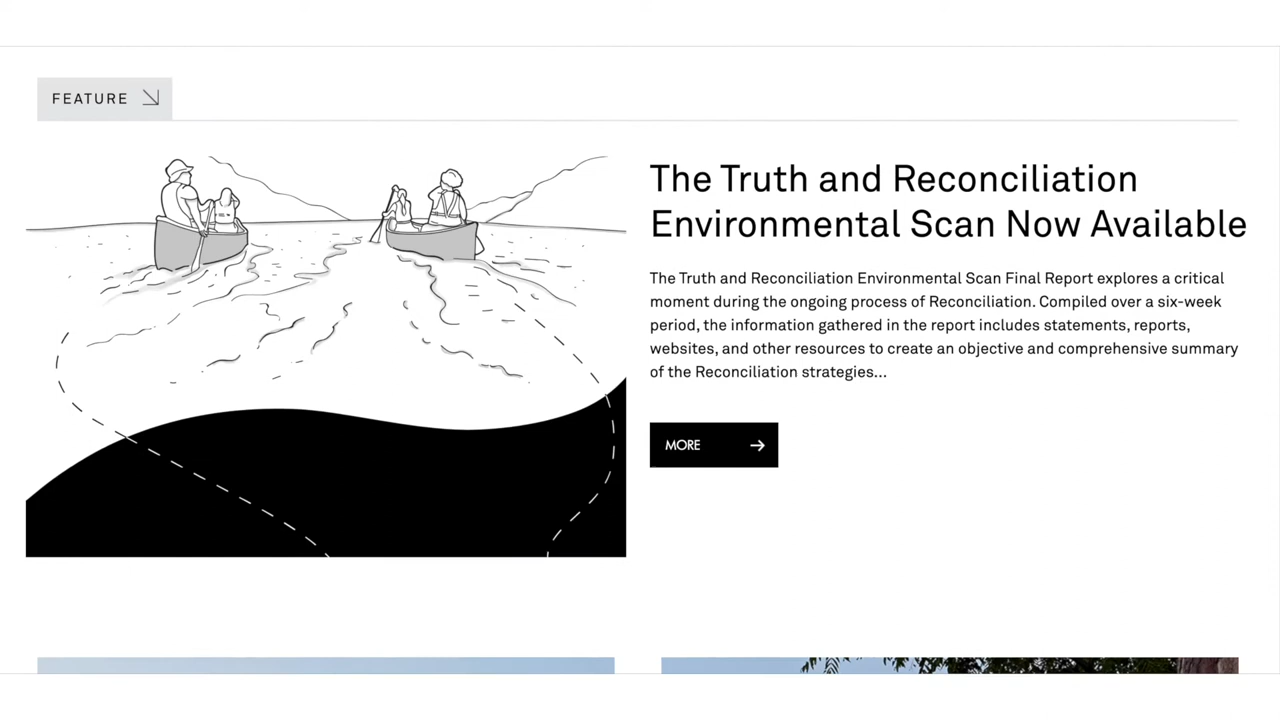 FEATURE
The Truth and Reconciliation
Environmental Scan Now Available
The Truth and Reconciliation Environmental Scan Final Report explores a critical
moment during the ongoing process of Reconciliation. Compiled over a six-week
period, the information gathered in the report includes statements, reports,
websites, and other resources to create an objective and comprehensive summary
of the Reconciliation strategies...
MORE